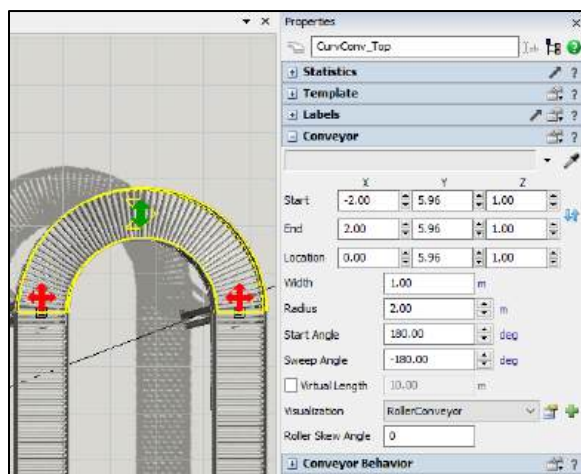 Properties
CurvConv_Top
Statistics
?
Template
?
Labels
?
Conveyor
?
X Y Z
Start -2.00 5.96 1.00
End 2.00 5.96 1.00
Location 0.00 5.96 1.00
Width 1.00 m
Radius 2.00 m
Start Angle 180.00 deg
Sweep Angle -180.00 deg
Virtual Length 10.00 m
Visualization RollerConveyor
Roller Skew Angle 0
Conveyor Behavior
?